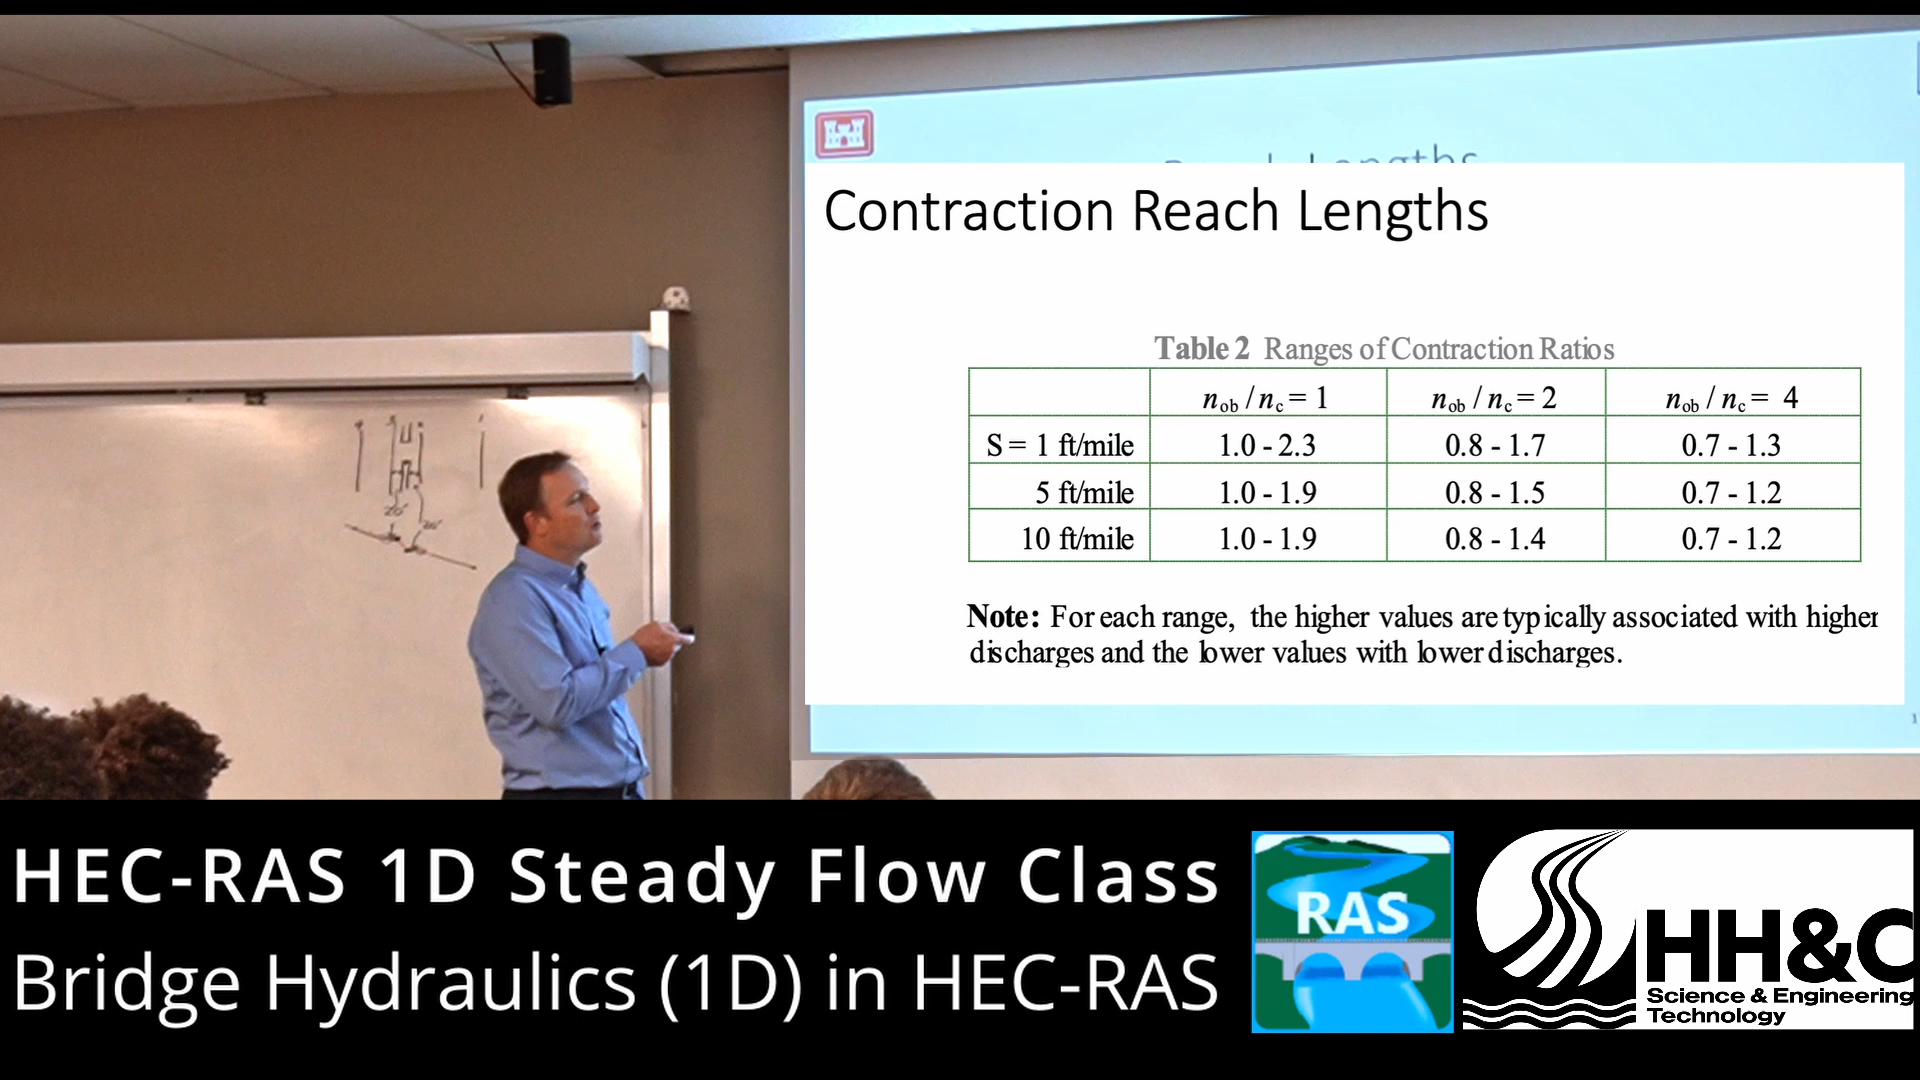 Reach Lengths
Contraction Reach Lengths
Table 2 Ranges of Contraction Ratios
n_ob / n_c = 1 n_ob / n_c = 2 n_ob / n_c = 4
S = 1 ft/mile 1.0 - 2.3 0.8 - 1.7 0.7 - 1.3
5 ft/mile 1.0 - 1.9 0.8 - 1.5 0.7 - 1.2
10 ft/mile 1.0 - 1.9 0.8 - 1.4 0.7 - 1.2
Note: For each range, the higher values are typically associated with higher
discharges and the lower values with lower discharges.
HEC-RAS 1D Steady Flow Class
Bridge Hydraulics (1D) in HEC-RAS
RAS
HH&C
Science & Engineering
Technology